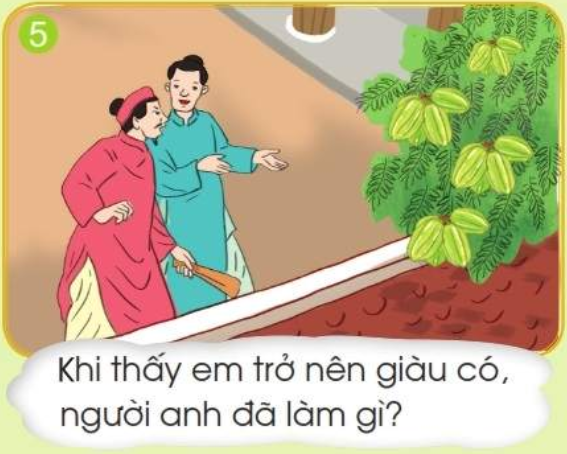 5
Khi thấy em trở nên giàu có,
người anh đã làm gì?